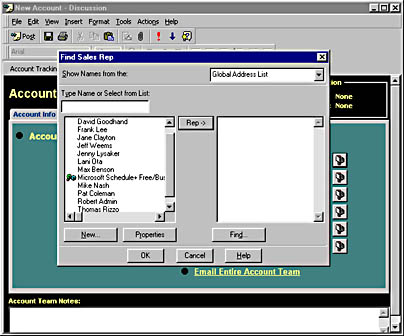 New Account - Discussion
File Edit View Insert Format Tools Actions Help
Post
Arial
Account Tracking
Find Sales Rep
Show Names from the:
Global Address List
Type Name or Select from List:
Account
None
None
Account Info
David Goodhand
Frank Lee
Jane Clayton
Jeff Weems
Jenny Lysaker
Lani Ota
Max Benson
Microsoft Schedule+ Free/Bus
Mike Nash
Pat Coleman
Robert Admin
Thomas Rizzo
Rep ->
New...
Properties
Find...
OK
Cancel
Help
Email Entire Account Team
Account Team Notes: